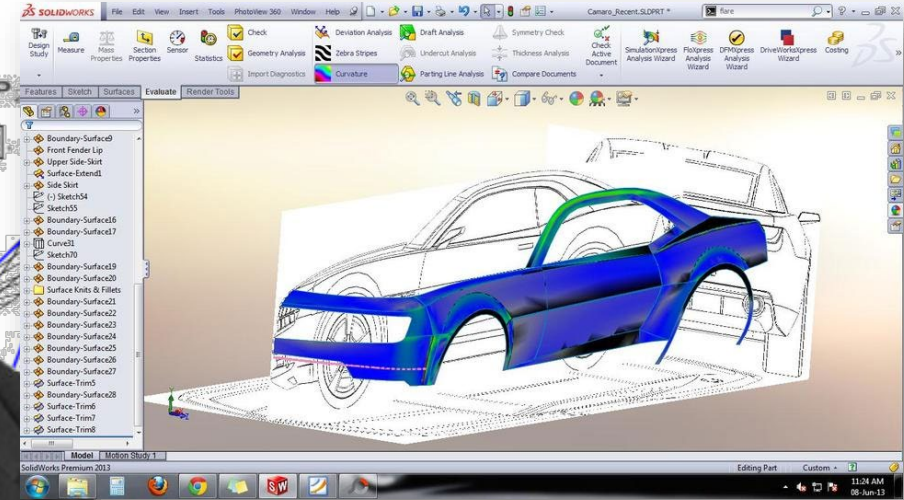 SOLIDWORKS File Edit View Insert Tools PhotoView 360 Window Help Camaro_Recent.SLDPRT * flare
Design Study
Measure
Mass Properties
Section Properties
Sensor
Statistics
Check
Geometry Analysis
Import Diagnostics
Deviation Analysis
Zebra Stripes
Curvature
Draft Analysis
Undercut Analysis
Parting Line Analysis
Symmetry Check
Thickness Analysis
Compare Documents
Check Active Document
SimulationXpress Analysis Wizard
FloXpress Analysis Wizard
DFMXpress Analysis Wizard
DriveWorksXpress Wizard
Costing
Features Sketch Surfaces Evaluate Render Tools
Boundary-Surface9
Front Fender Lip
Upper Side-Skirt
Surface-Extend1
Side Skirt
(-) Sketch54
Sketch55
Boundary-Surface16
Boundary-Surface17
Curve31
Sketch70
Boundary-Surface19
Boundary-Surface20
Surface Knits & Fillets
Boundary-Surface21
Boundary-Surface22
Boundary-Surface23
Boundary-Surface24
Boundary-Surface25
Boundary-Surface26
Boundary-Surface27
Surface-Trim5
Boundary-Surface28
Surface-Trim6
Surface-Trim7
Surface-Trim8
Model Motion Study 1
SolidWorks Premium 2013 Editing Part Custom
11:24 AM
08-Jun-13